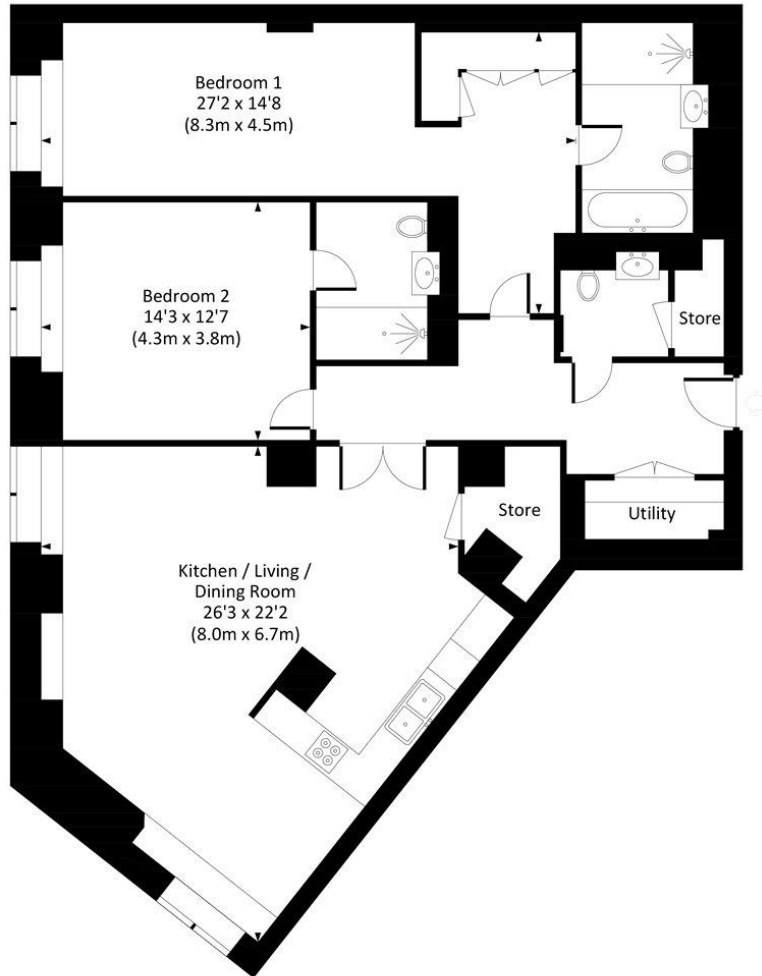 Bedroom 1
27'2 x 14'8
(8.3m x 4.5m)
Bedroom 2
14'3 x 12'7
(4.3m x 3.8m)
Store
Store
Utility
Kitchen / Living /
Dining Room
26'3 x 22'2
(8.0m x 6.7m)